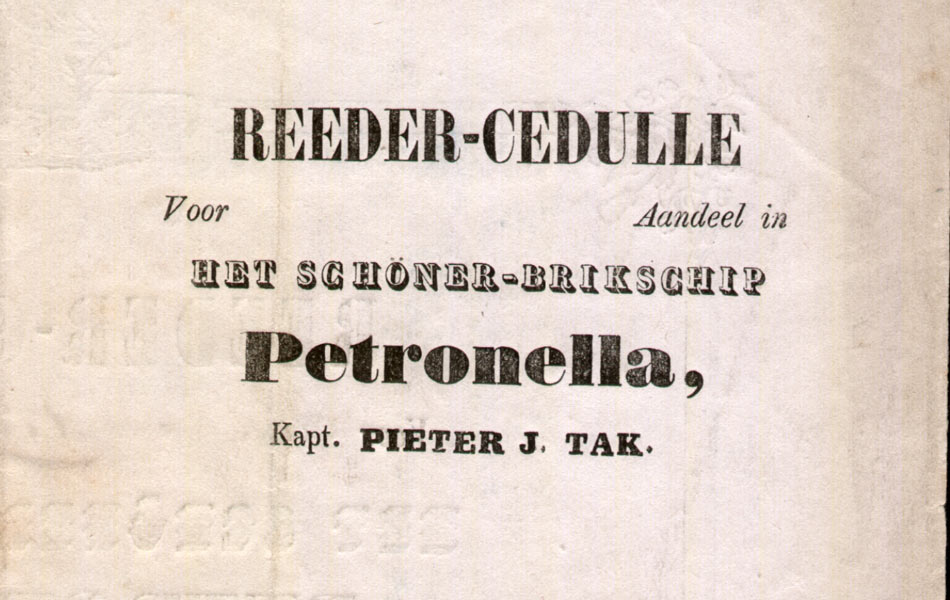 REEDER-CEDULLE
Voor Aandeel in
HET SCHÖNER-BRIKSCHIP
Petronella,
Kapt. PIETER J. TAK.